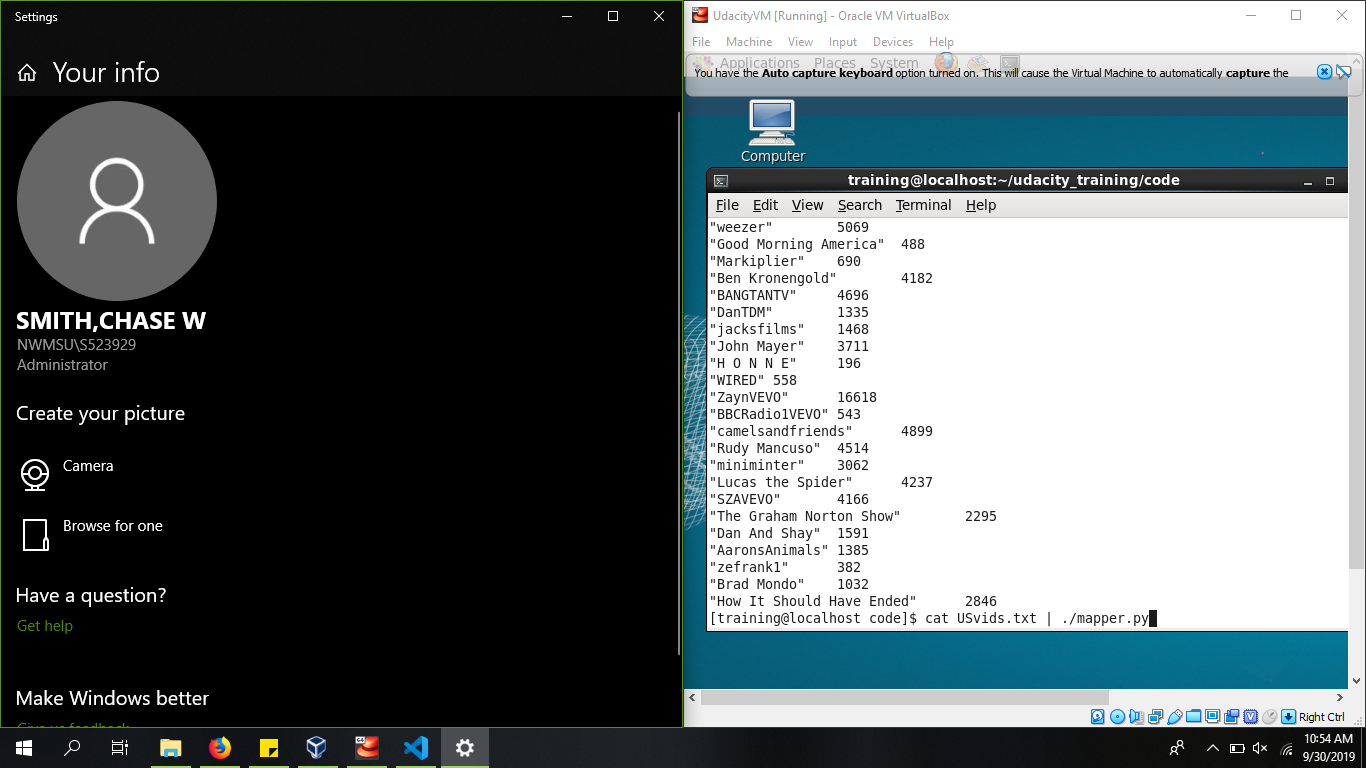 Settings
Your info
SMITH,CHASE W
NWMSU\S523929
Administrator
Create your picture
Camera
Browse for one
Have a question?
Get help
Make Windows better
Give us feedback
UdacityVM [Running] - Oracle VM VirtualBox
File Machine View Input Devices Help
Applications Places System
You have the Auto capture keyboard option turned on. This will cause the Virtual Machine to automatically capture the
Computer
training@localhost:~/udacity_training/code
File Edit View Search Terminal Help
"weezer" 5069
"Good Morning America" 488
"Markiplier" 690
"Ben Kronengold" 4182
"BANGTANTV" 4696
"DanTDM" 1335
"jacksfilms" 1468
"John Mayer" 3711
"H O N N E" 196
"WIRED" 558
"ZaynVEVO" 16618
"BBCRadio1VEVO" 543
"camelsandfriends" 4899
"Rudy Mancuso" 4514
"miniminter" 3062
"Lucas the Spider" 4237
"SZAVEVO" 4166
"The Graham Norton Show" 2295
"Dan And Shay" 1591
"AaronsAnimals" 1385
"zefrank1" 382
"Brad Mondo" 1032
"How It Should Have Ended" 2846
[training@localhost code]$ cat USvids.txt | ./mapper.py
Right Ctrl
64
10:54 AM
9/30/2019